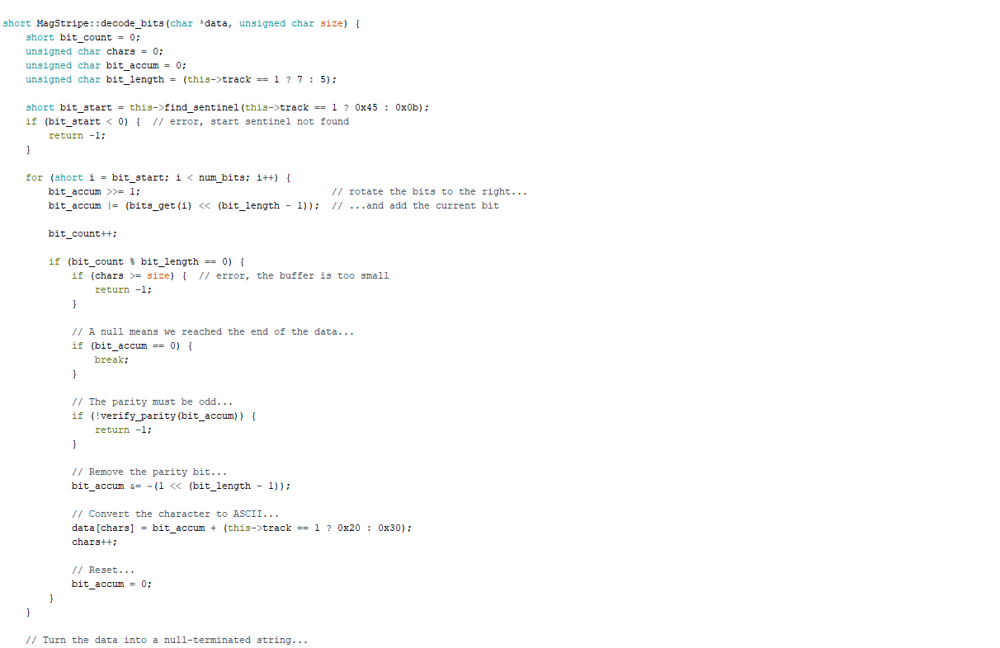 short MagStripe::decode_bits(char *data, unsigned char size) {
    short bit_count = 0;
    unsigned char chars = 0;
    unsigned char bit_accum = 0;
    unsigned char bit_length = (this->track == 1 ? 7 : 5);

    short bit_start = this->find_sentinel(this->track == 1 ? 0x45 : 0x0b);
    if (bit_start < 0) {  // error, start sentinel not found
        return -1;
    }

    for (short i = bit_start; i < num_bits; i++) {
        bit_accum >>= 1;                                 // rotate the bits to the right...
        bit_accum |= (bits_get(i) << (bit_length - 1));  // ...and add the current bit

        bit_count++;

        if (bit_count % bit_length == 0) {
            if (chars >= size) {  // error, the buffer is too small
                return -1;
            }

            // A null means we reached the end of the data...
            if (bit_accum == 0) {
                break;
            }

            // The parity must be odd...
            if (!verify_parity(bit_accum)) {
                return -1;
            }

            // Remove the parity bit...
            bit_accum &= ~(1 << (bit_length - 1));

            // Convert the character to ASCII...
            data[chars] = bit_accum + (this->track == 1 ? 0x20 : 0x30);
            chars++;

            // Reset...
            bit_accum = 0;
        }
    }

    // Turn the data into a null-terminated string...